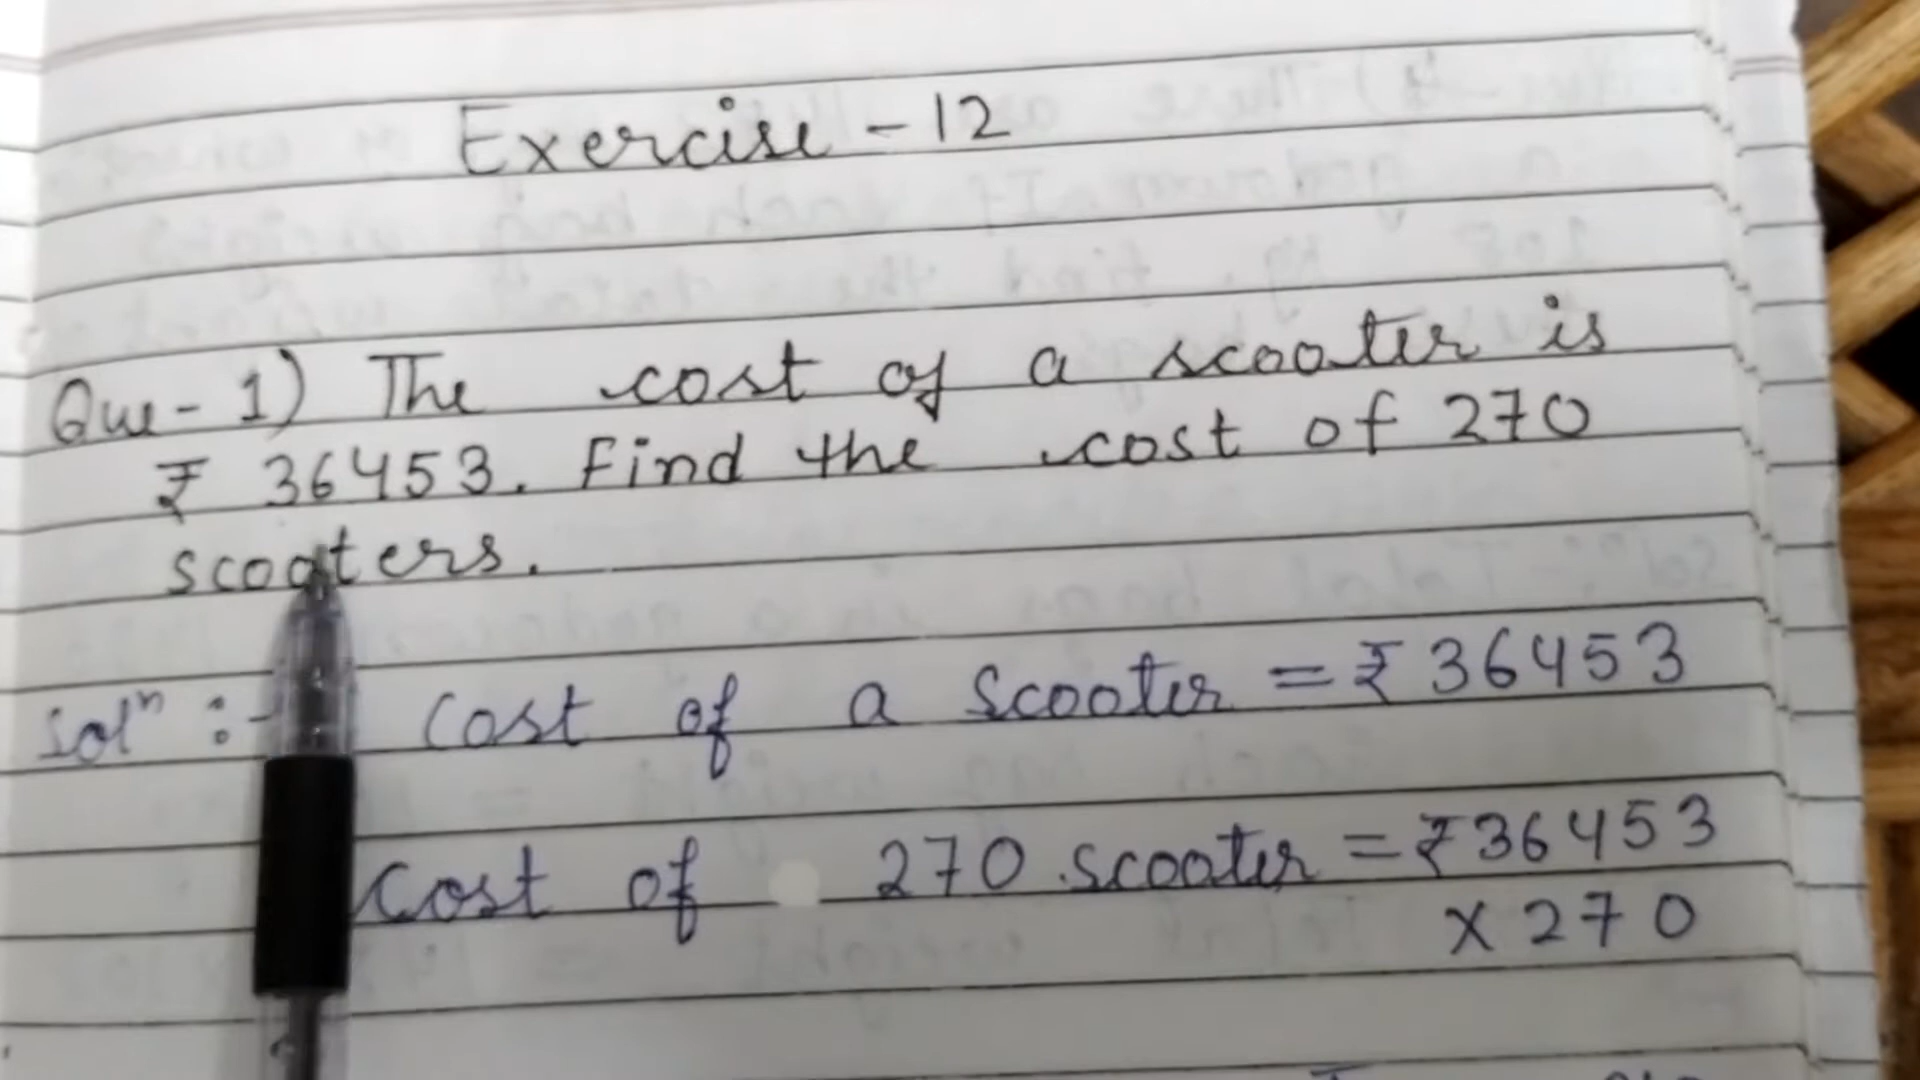 Exercise - 12
Que - 1) The cost of a scooter is
₹ 36453. Find the cost of 270
scooters.
Solⁿ :- Cost of a Scooter = ₹ 36453
Cost of 270 scooter = ₹ 36453
x 270